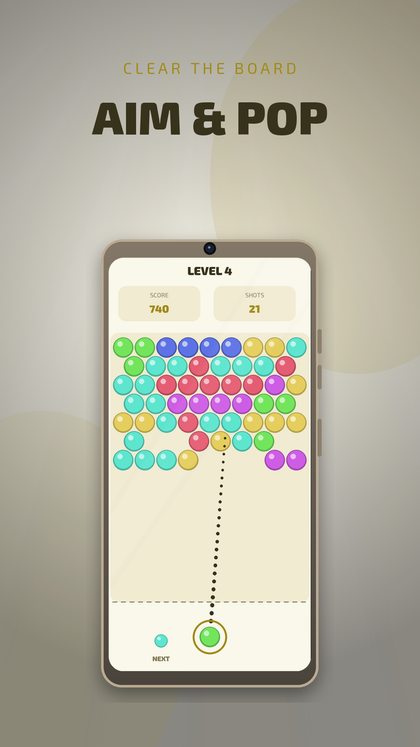 CLEAR THE BOARD
AIM & POP
LEVEL 4
SCORE
SHOTS
740
21
NEXT